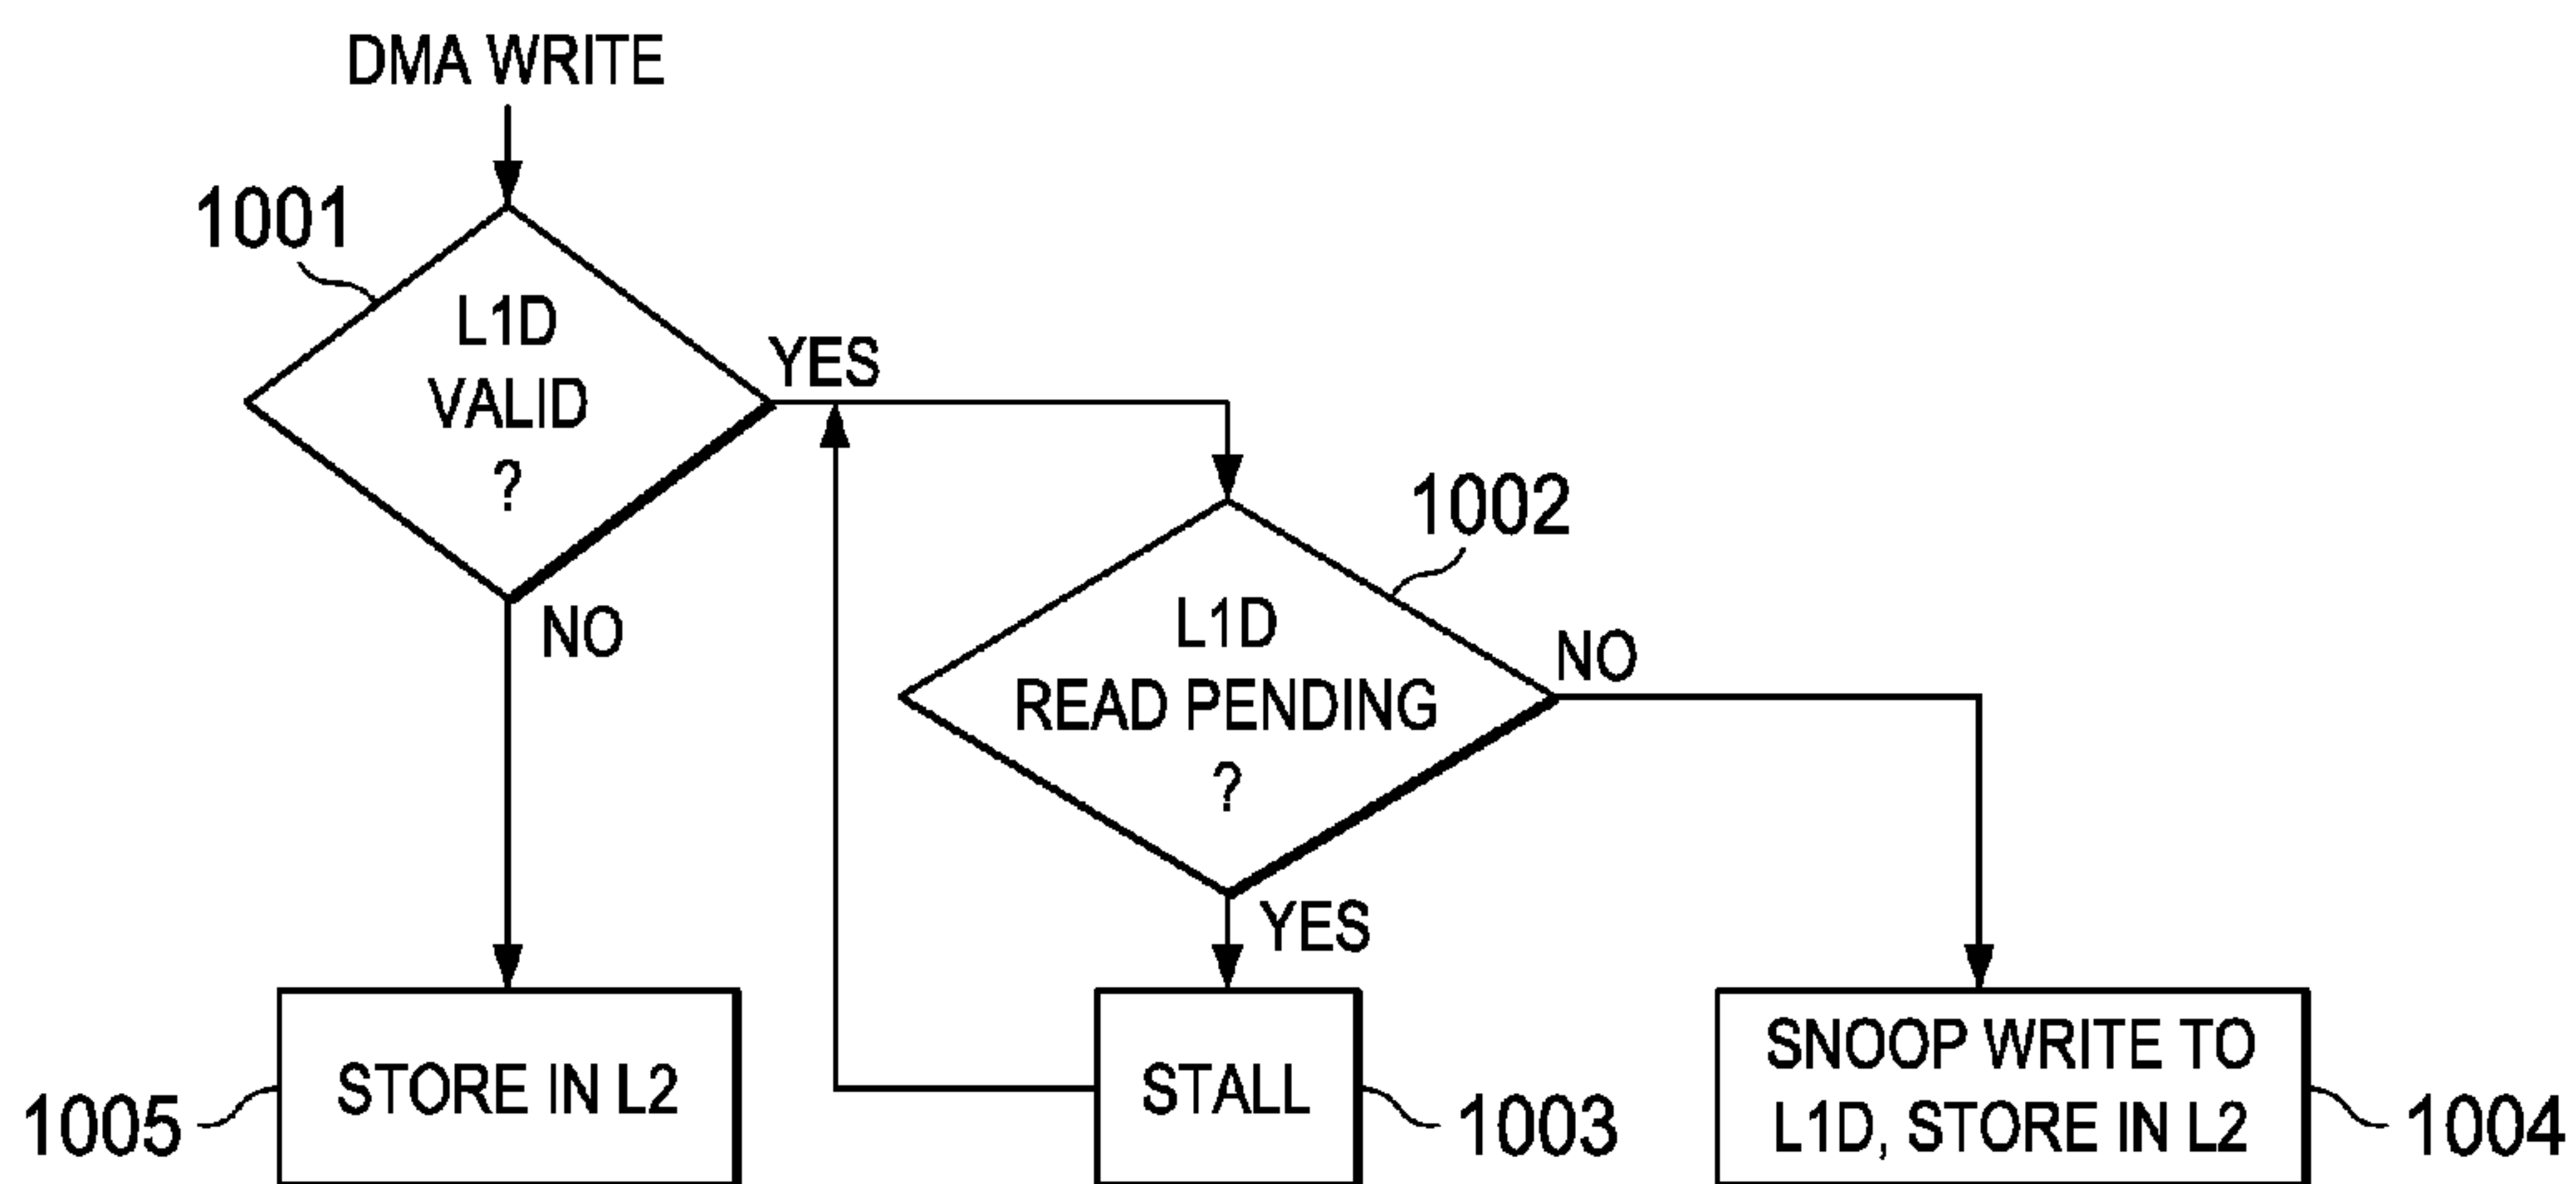 DMA WRITE
1001
L1D
VALID
?
YES
NO
1002
L1D
READ PENDING
?
NO
YES
STORE IN L2
1005
STALL
1003
SNOOP WRITE TO
L1D, STORE IN L2
1004